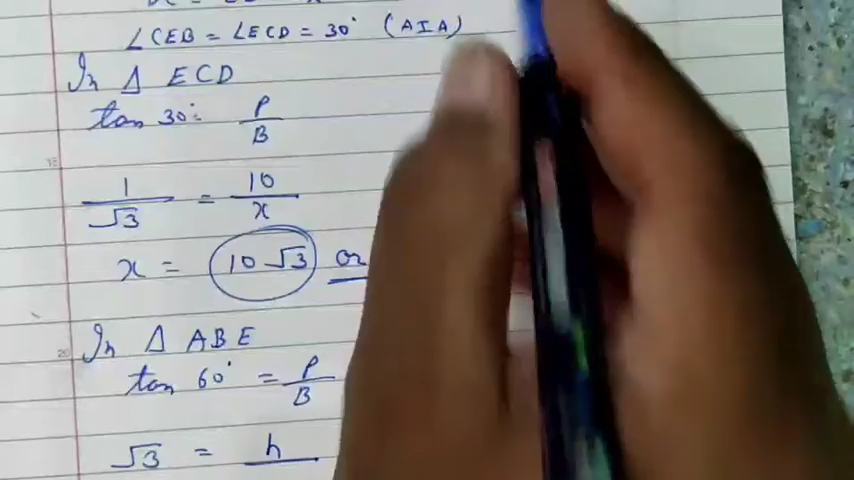 ∠CEB = ∠ECD = 30° (AIA)
In Δ ECD
tan 30° = P/B
1/√3 = 10/x
x = 10√3 or
In Δ ABE
tan 60° = P/B
√3 = h